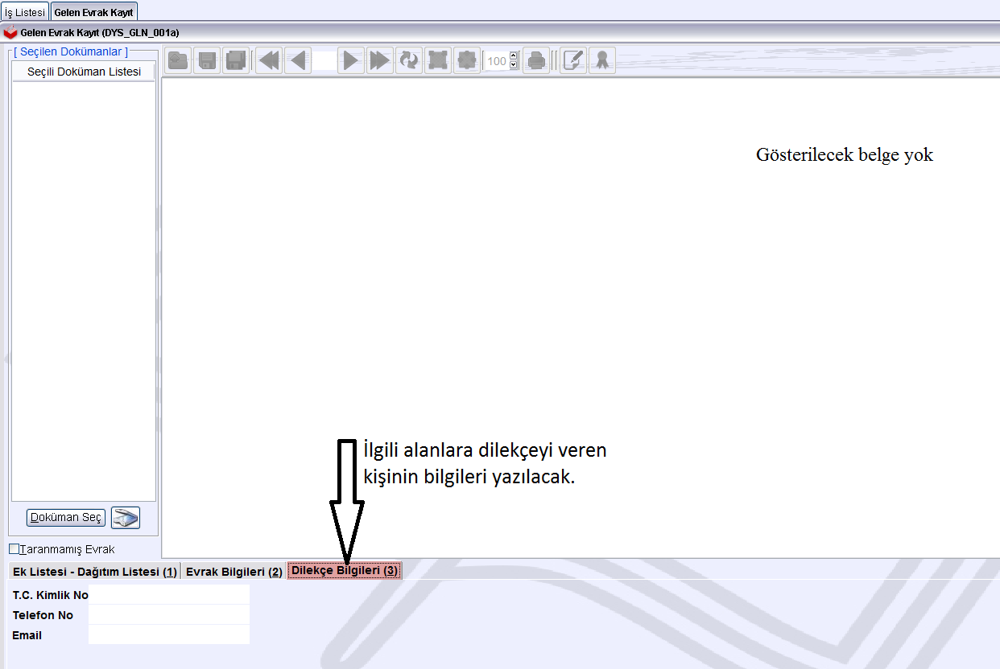 İş Listesi
Gelen Evrak Kayıt
Gelen Evrak Kayıt (DYS_GLN_001a)
[ Seçilen Dokümanlar ]
Seçili Doküman Listesi
100
Gösterilecek belge yok
İlgili alanlara dilekçeyi veren
kişinin bilgileri yazılacak.
Doküman Seç
Taranmamış Evrak
Ek Listesi - Dağıtım Listesi (1)
Evrak Bilgileri (2)
Dilekçe Bilgileri (3)
T.C. Kimlik No
Telefon No
Email